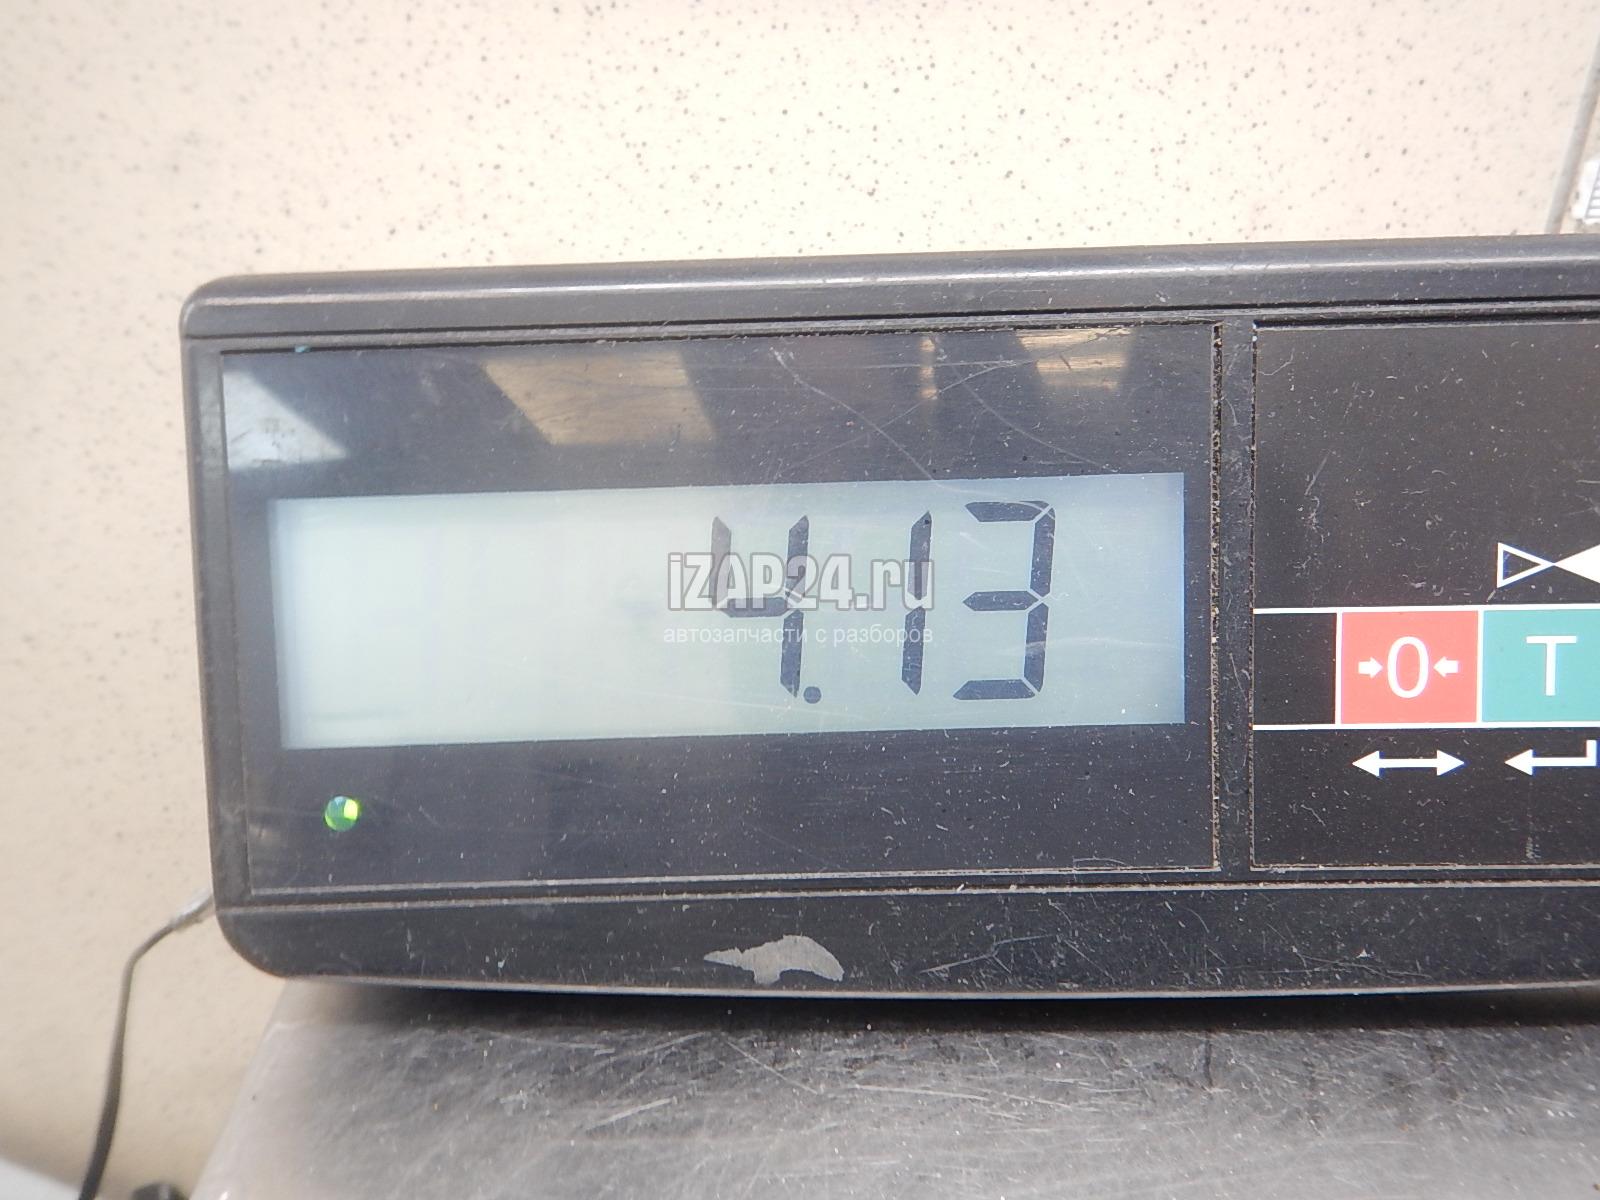 4.13
iZAP24.ru
автозапчасти с разборов
0 T